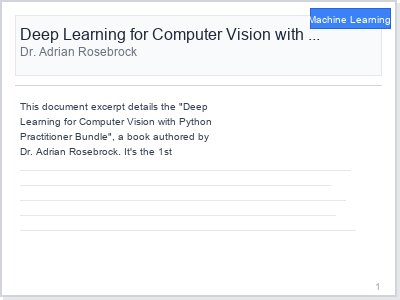 Machine Learning
Deep Learning for Computer Vision with ...
Dr. Adrian Rosebrock
This document excerpt details the "Deep
Learning for Computer Vision with Python
Practitioner Bundle", a book authored by
Dr. Adrian Rosebrock. It's the 1st
1